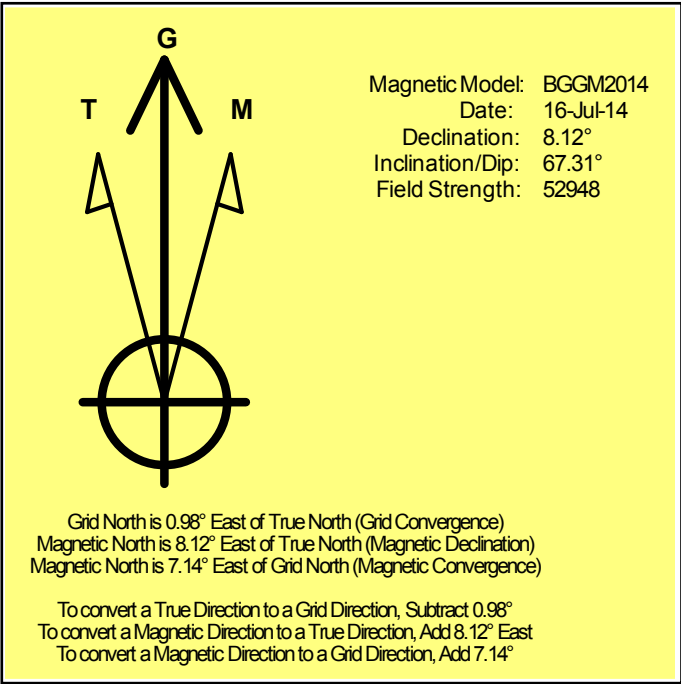 G
T
M
Magnetic Model: BGGM2014
Date: 16-Jul-14
Declination: 8.12°
Inclination/Dip: 67.31°
Field Strength: 52948
Grid North is 0.98° East of True North (Grid Convergence)
Magnetic North is 8.12° East of True North (Magnetic Declination)
Magnetic North is 7.14° East of Grid North (Magnetic Convergence)
To convert a True Direction to a Grid Direction, Subtract 0.98°
To convert a Magnetic Direction to a True Direction, Add 8.12° East
To convert a Magnetic Direction to a Grid Direction, Add 7.14°